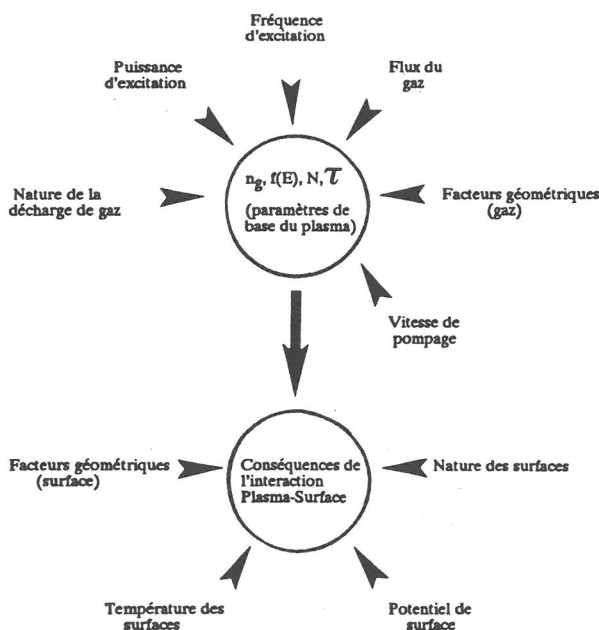 Fréquence
d'excitation
Puissance
d'excitation
Flux du
gaz
n_g, f(E), N, τ
(paramètres de
base du plasma)
Nature de la
décharge de gaz
Facteurs géométriques
(gaz)
Vitesse de
pompage
Facteurs géométriques
(surface)
Conséquences de
l'interaction
Plasma-Surface
Nature des surfaces
Température des
surfaces
Potentiel de
surface